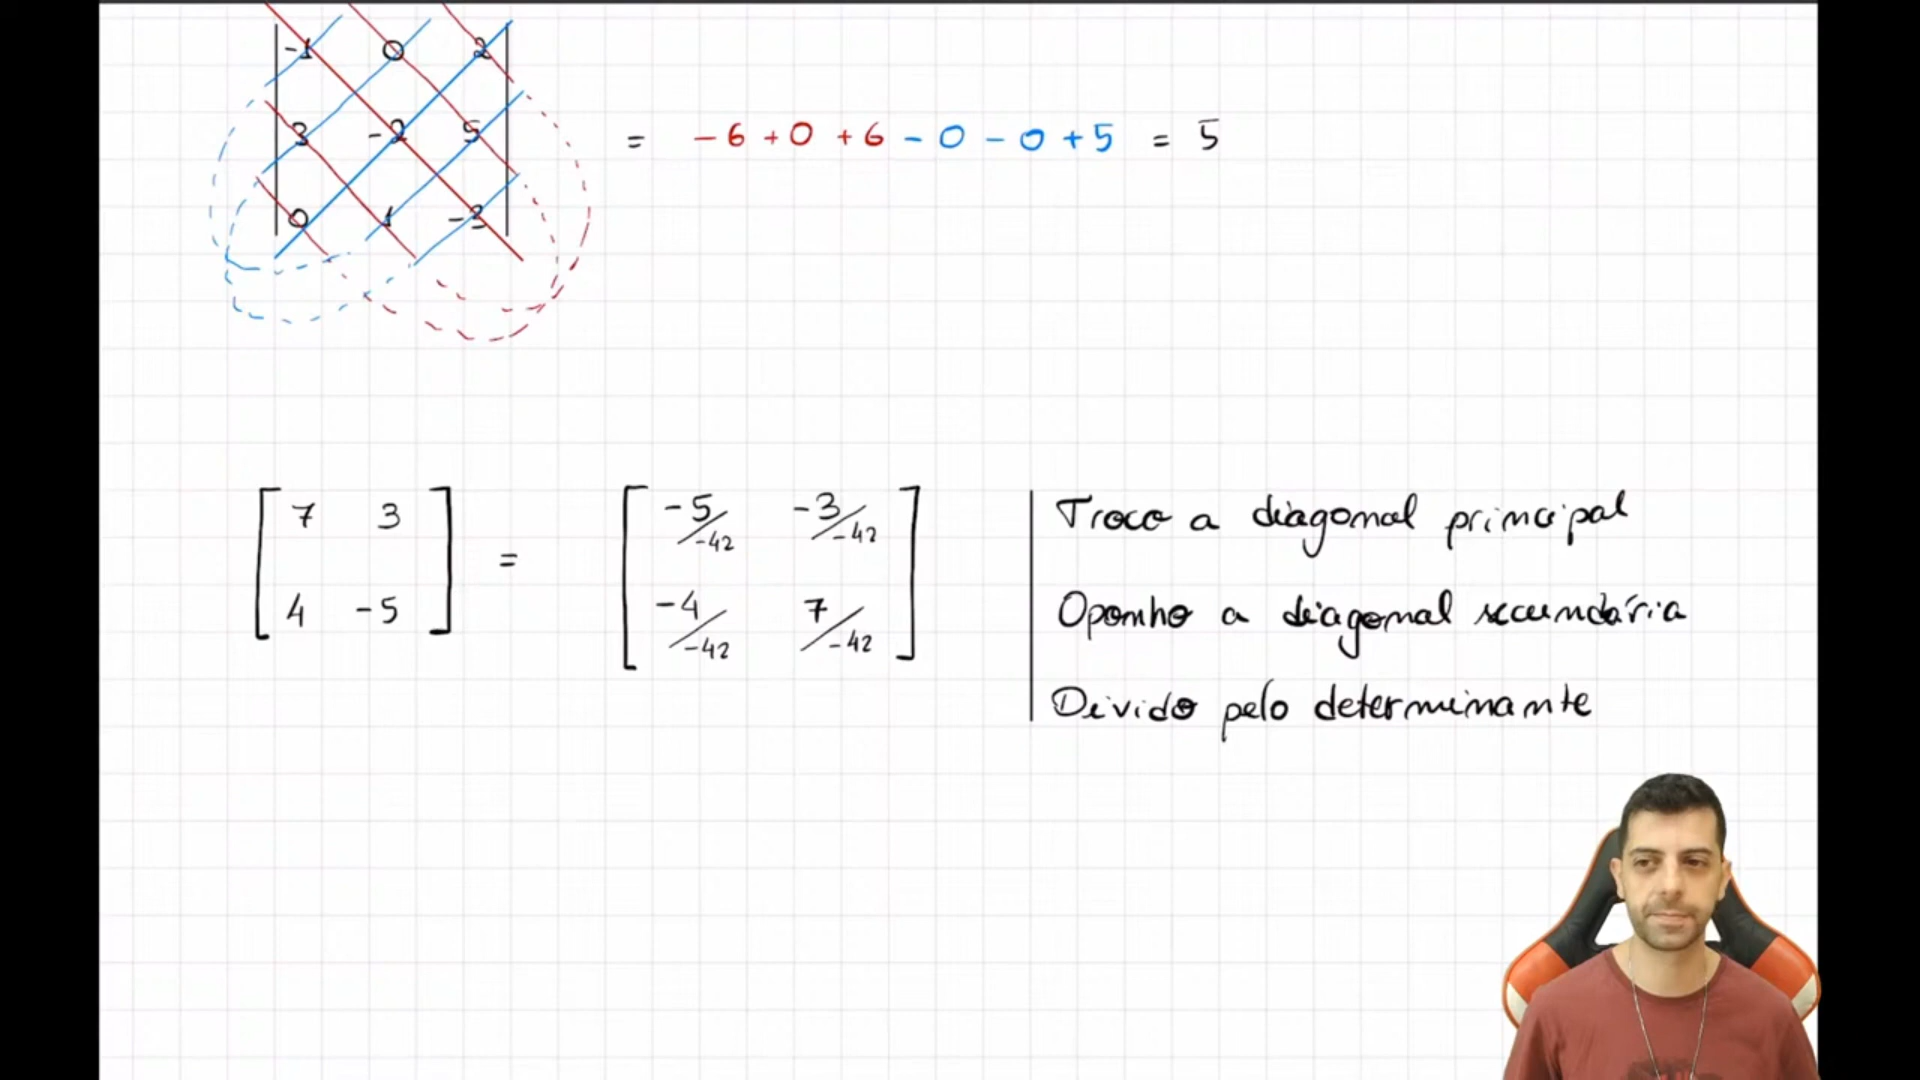 -1 0 2
3 -2 5 = -6 +0 +6 -0 -0 +5 = 5
0 1 -3
7 3 = -5/-42 -3/-42
4 -5 -4/-42 7/-42
Troco a diagonal principal
Oponho a diagonal secundária
Divido pelo determinante